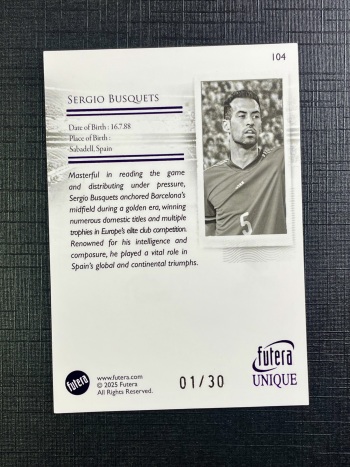 104
SERGIO BUSQUETS
Date of Birth : 16.7.88
Place of Birth :
Sabadell, Spain
Masterful in reading the game
and distributing under pressure,
Sergio Busquets anchored Barcelona's
midfield during a golden era, winning
numerous domestic titles and multiple
trophies in Europe's elite club competition.
Renowned for his intelligence and
composure, he played a vital role in
Spain's global and continental triumphs.
5
futera
www.futera.com
© 2025 Futera
All Rights Reserved.
01/30
futera
UNIQUE